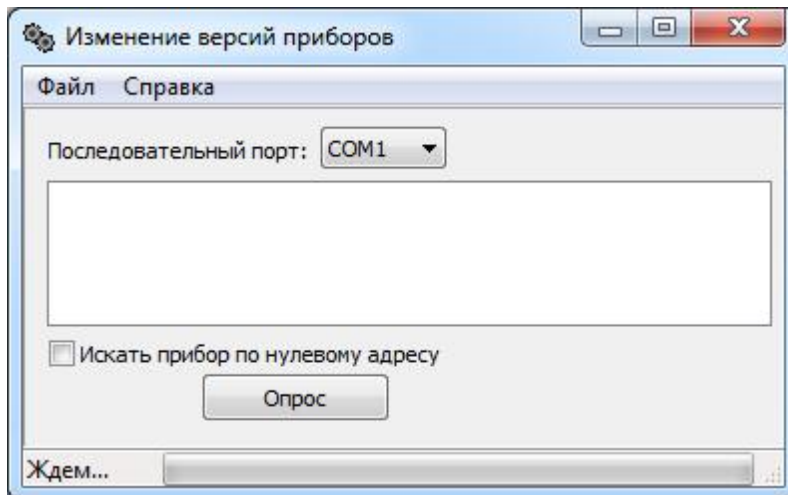 Изменение версий приборов
Файл Справка
Последовательный порт: COM1
Искать прибор по нулевому адресу
Опрос
Ждем...